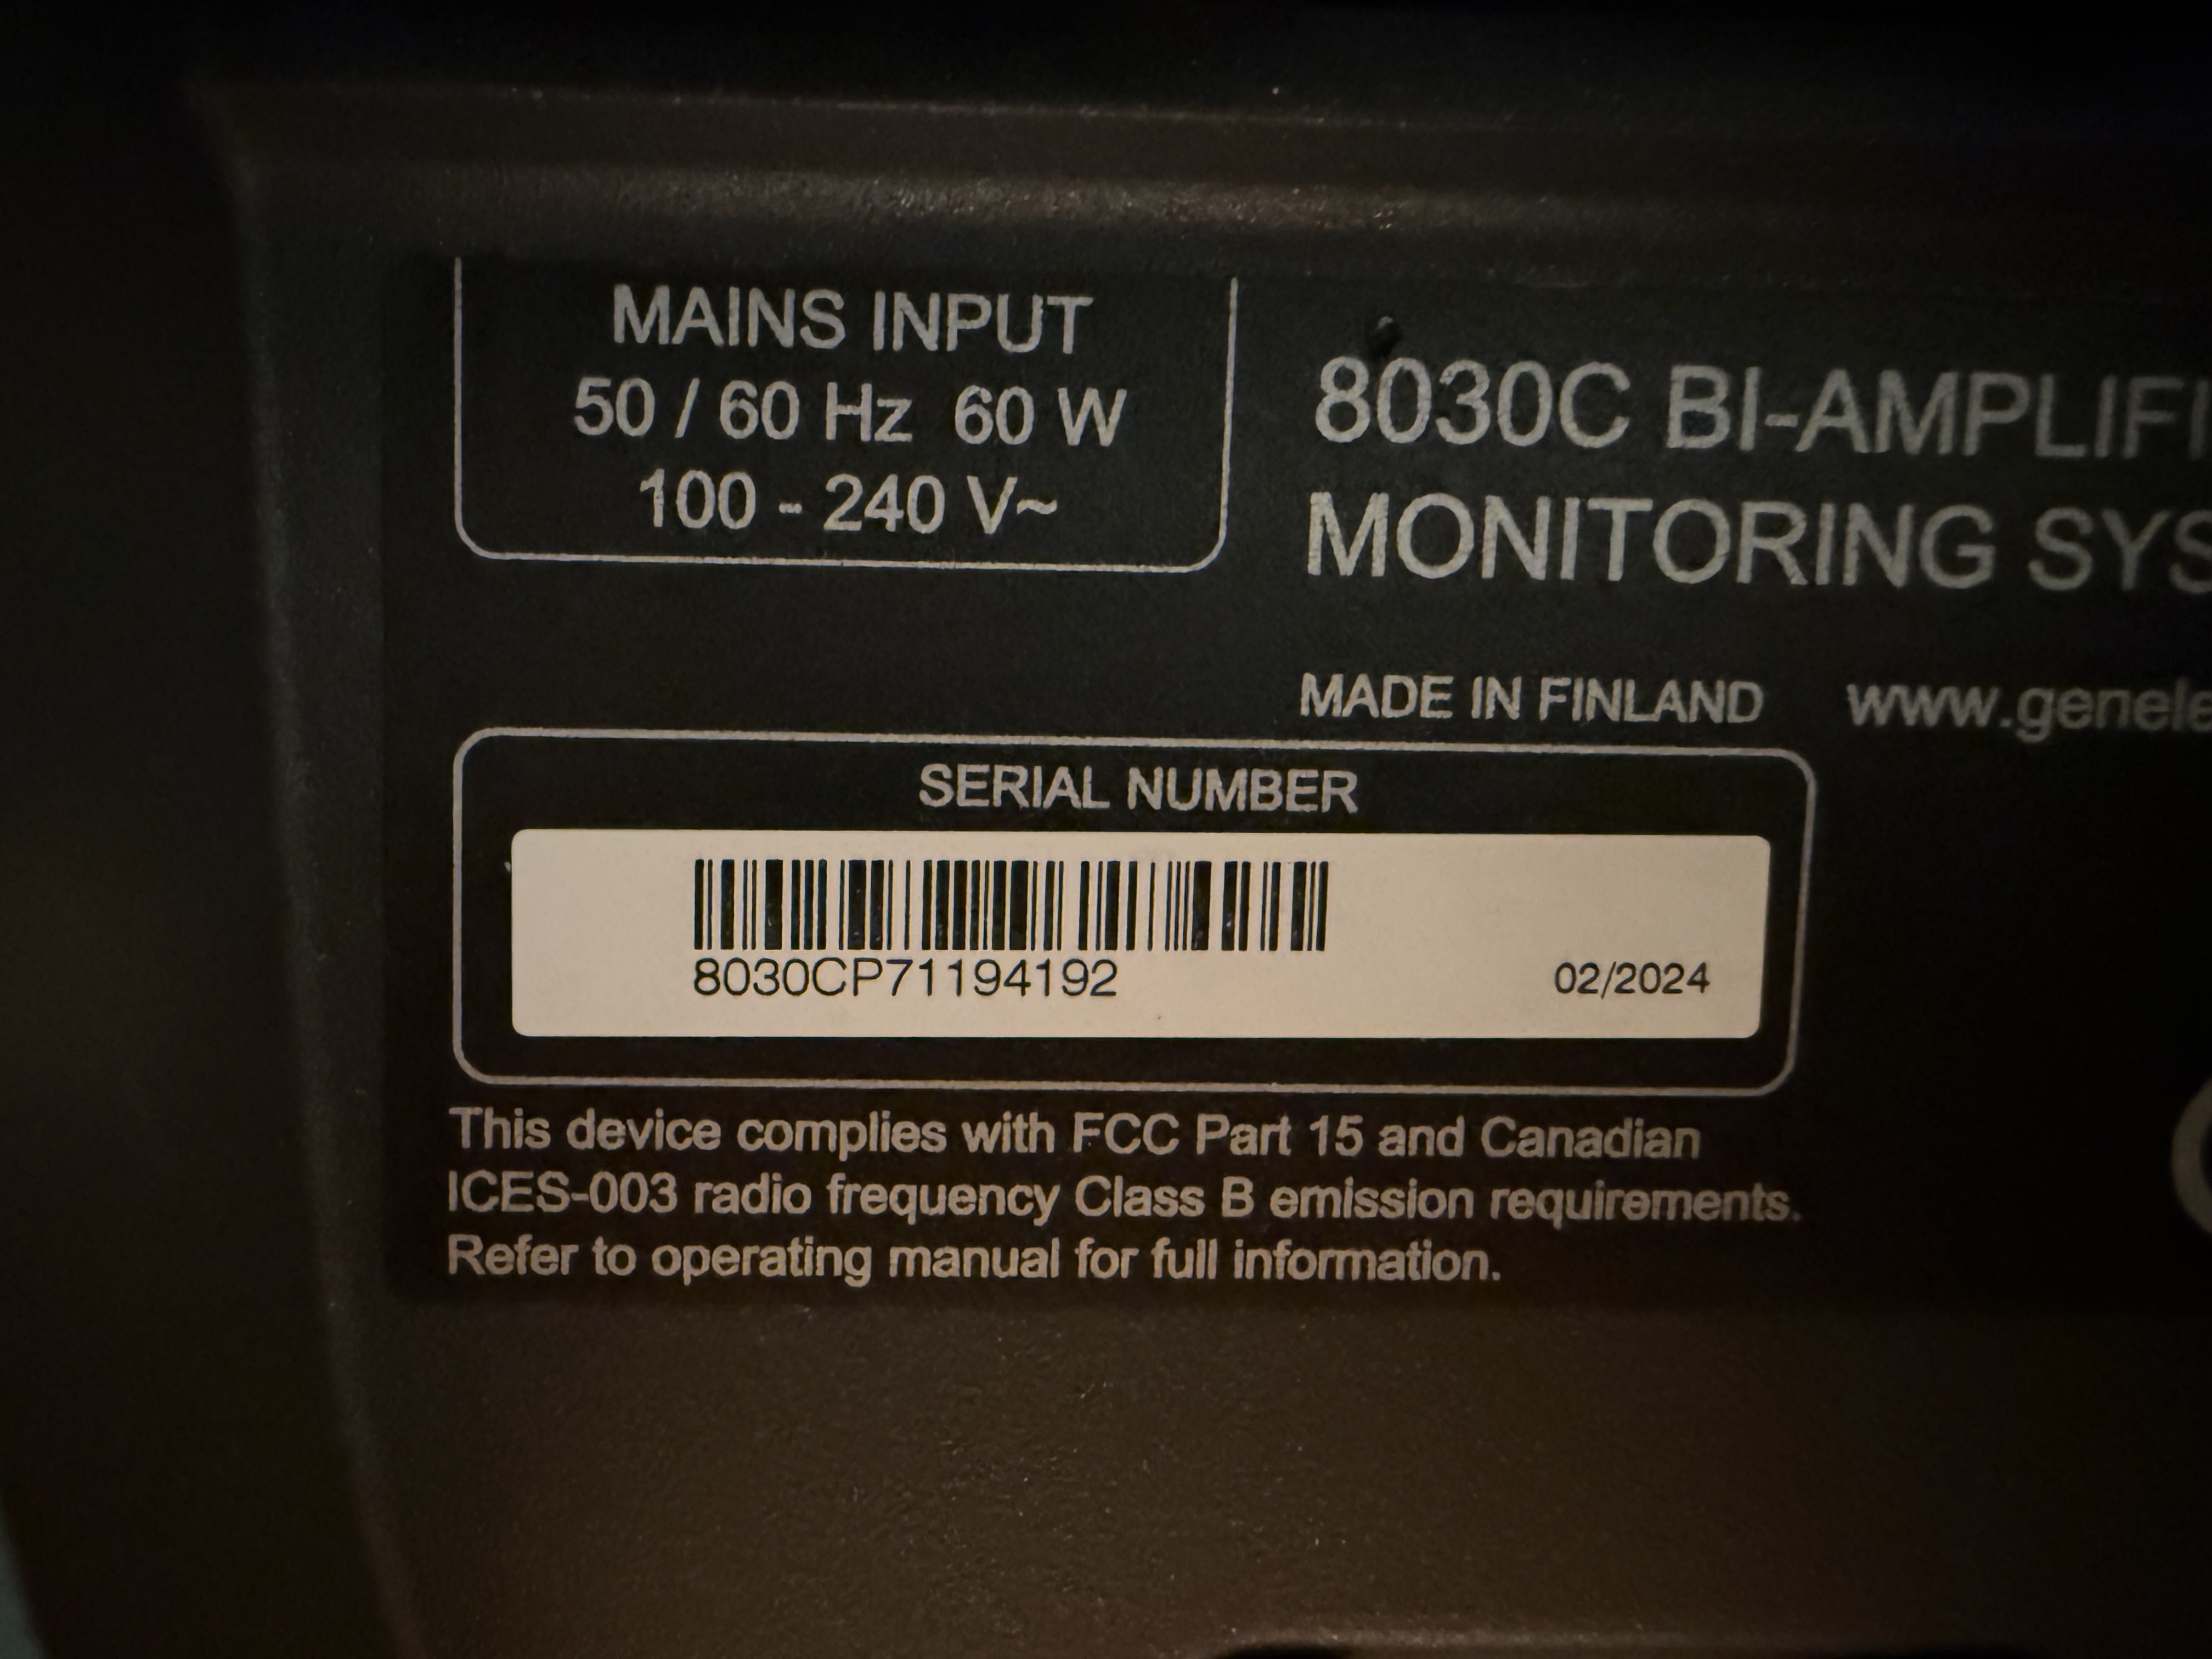 MAINS INPUT
50 / 60 Hz 60 W
100 - 240 V~
8030C BI-AMPLIFI
MONITORING SYS
MADE IN FINLAND www.genele
SERIAL NUMBER
8030CP71194192 02/2024
This device complies with FCC Part 15 and Canadian
ICES-003 radio frequency Class B emission requirements.
Refer to operating manual for full information.